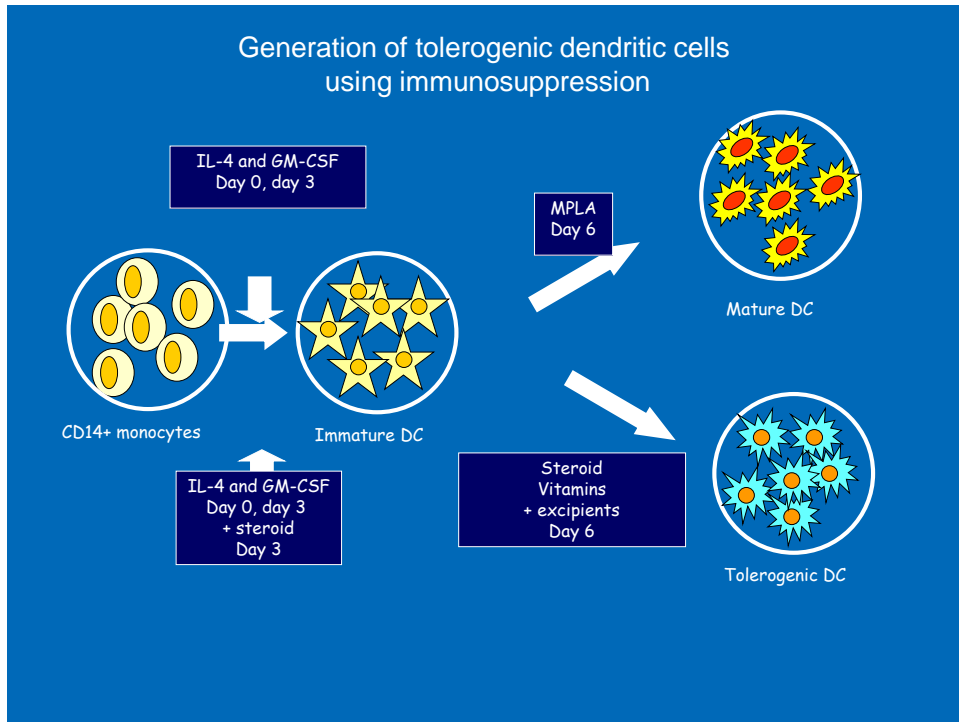 Generation of tolerogenic dendritic cells
using immunosuppression
IL-4 and GM-CSF
Day 0, day 3
MPLA
Day 6
Mature DC
CD14+ monocytes
Immature DC
IL-4 and GM-CSF
Day 0, day 3
+ steroid
Day 3
Steroid
Vitamins
+ excipients
Day 6
Tolerogenic DC